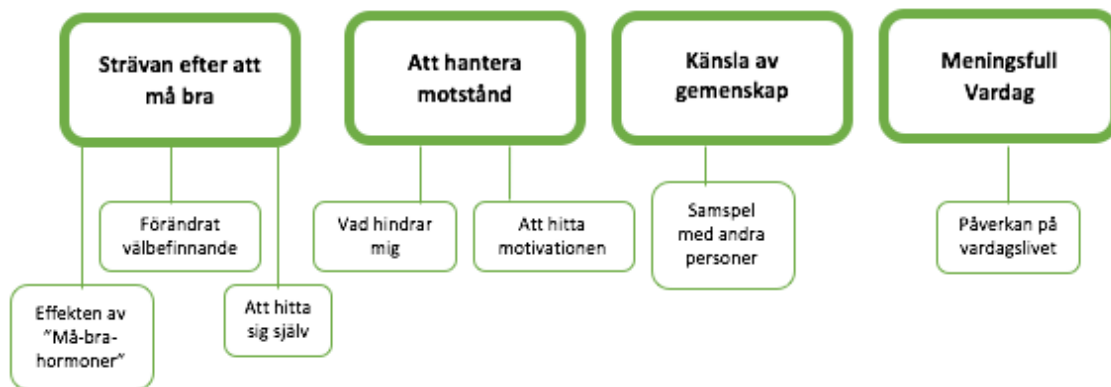 Strävan efter att
må bra
Att hantera
motstånd
Känsla av
gemenskap
Meningsfull
Vardag
Förändrat
välbefinnande
Vad hindrar
mig
Att hitta
motivationen
Samspel
med andra
personer
Påverkan på
vardagslivet
Effekten av
"Må-bra-
hormoner"
Att hitta
sig själv